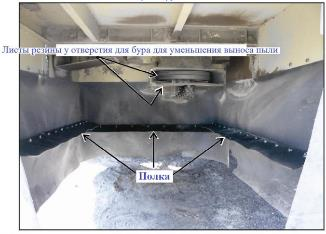 Листы резины у отверстия для бура для уменьшения выноса пыли
Полка